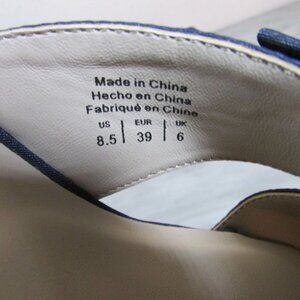 Made in China
Hecho en China
Fabriqué en Chine
US EUR UK
8.5 39 6